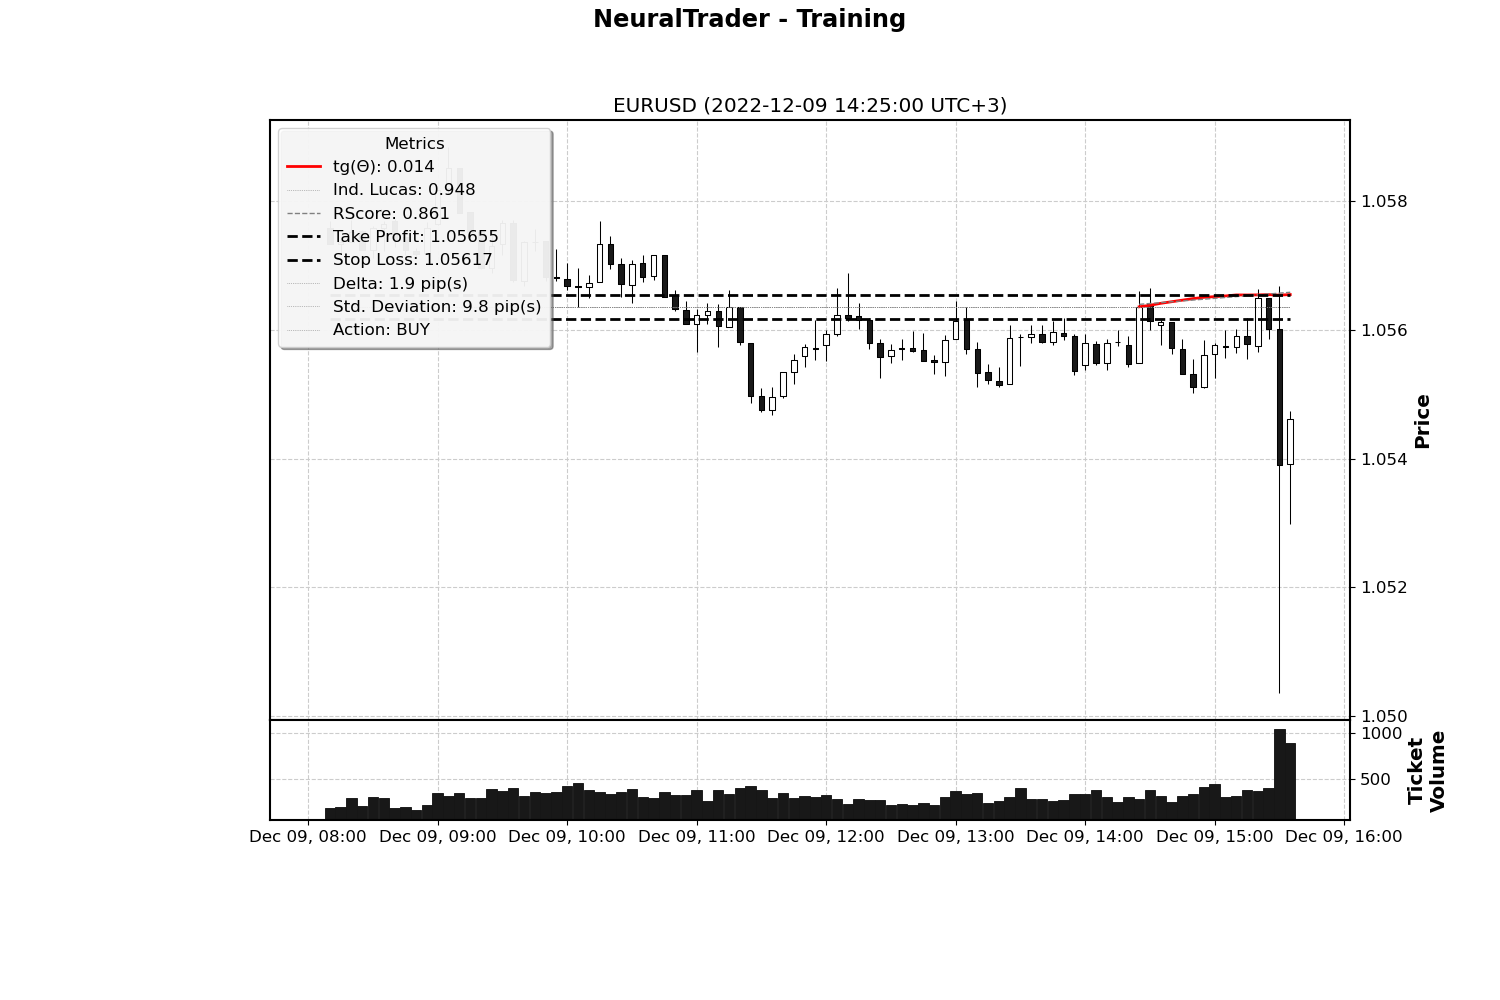 NeuralTrader - Training
EURUSD (2022-12-09 14:25:00 UTC+3)
Metrics
tg(Θ): 0.014
Ind. Lucas: 0.948
RScore: 0.861
Take Profit: 1.05655
Stop Loss: 1.05617
Delta: 1.9 pip(s)
Std. Deviation: 9.8 pip(s)
Action: BUY
1.058
1.056
1.054
1.052
1.050
Price
1000
500
Ticket
Volume
Dec 09, 08:00
Dec 09, 09:00
Dec 09, 10:00
Dec 09, 11:00
Dec 09, 12:00
Dec 09, 13:00
Dec 09, 14:00
Dec 09, 15:00
Dec 09, 16:00